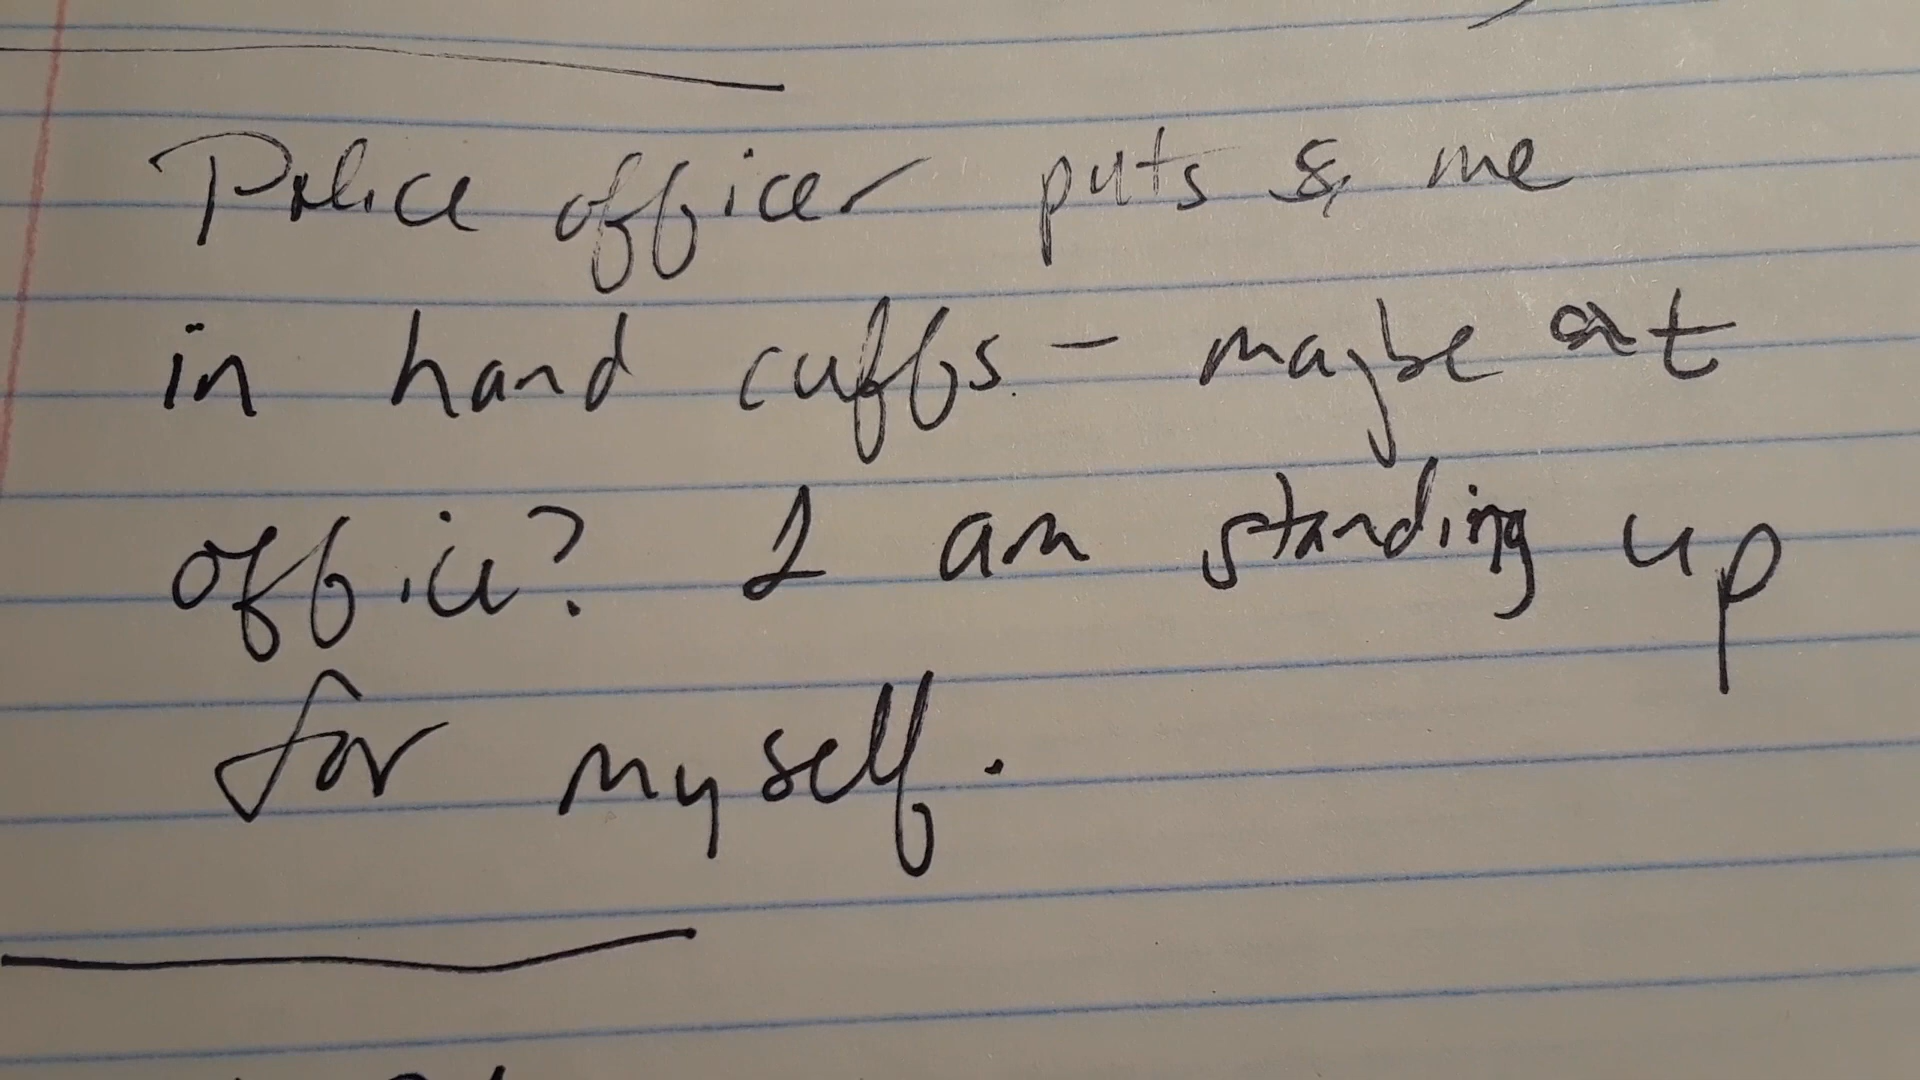 Police officer puts & me
in hand cuffs - maybe at
office? I am standing up
for myself.